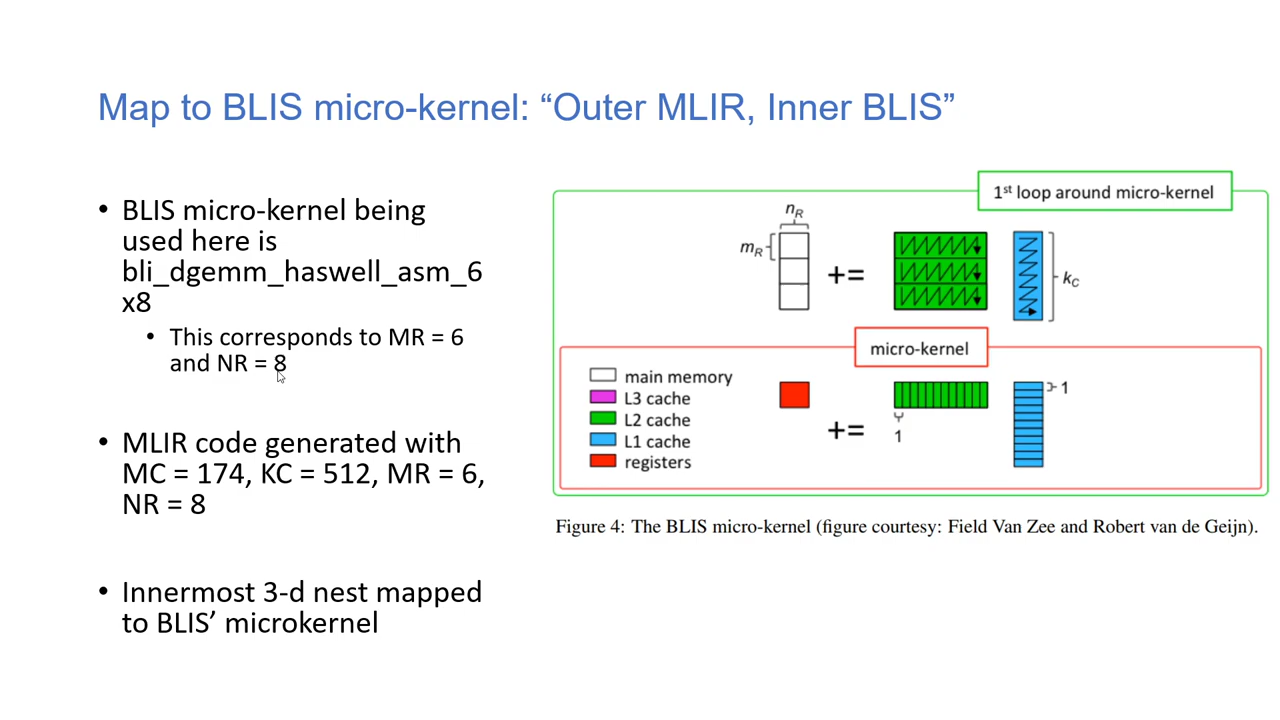 Map to BLIS micro-kernel: “Outer MLIR, Inner BLIS”
• BLIS micro-kernel being
used here is
bli_dgemm_haswell_asm_6
x8
• This corresponds to MR = 6
and NR = 8
• MLIR code generated with
MC = 174, KC = 512, MR = 6,
NR = 8
• Innermost 3-d nest mapped
to BLIS’ microkernel
1st loop around micro-kernel
nR
mR
+=
kC
micro-kernel
main memory
L3 cache
L2 cache
L1 cache
registers
+=
1
1
Figure 4: The BLIS micro-kernel (figure courtesy: Field Van Zee and Robert van de Geijn).